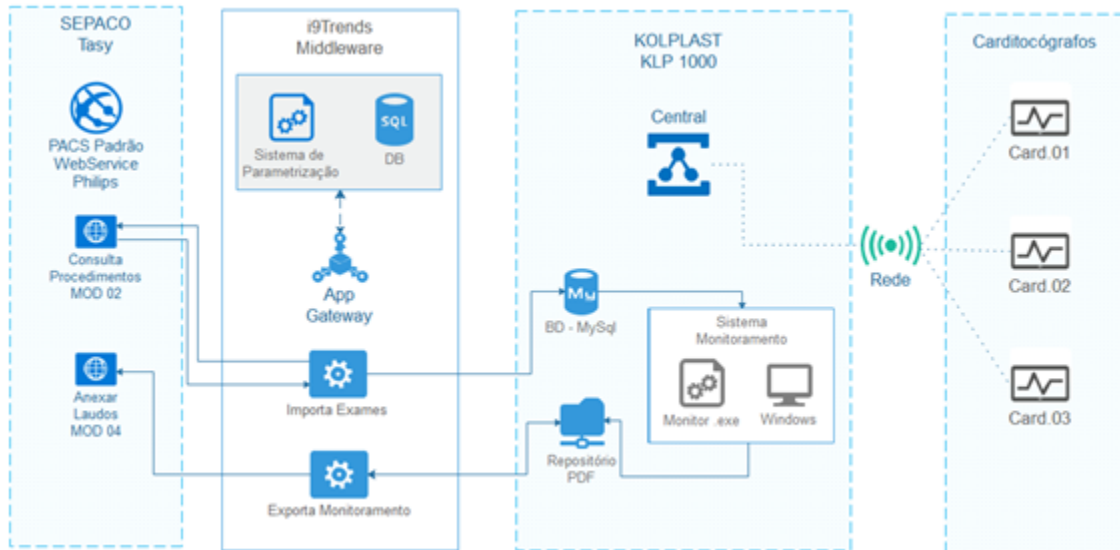 SEPACO
Tasy
PACS Padrão
WebService
Philips
Consulta
Procedimentos
MOD 02
Anexar
Laudos
MOD 04
i9Trends
Middleware
Sistema de
Parametrização
SQL
DB
App
Gateway
Importa Exames
Exporta Monitoramento
KOLPLAST
KLP 1000
Central
My
BD - MySql
Sistema
Monitoramento
Monitor .exe
Windows
Repositório
PDF
Rede
Carditocógrafos
Card.01
Card.02
Card.03